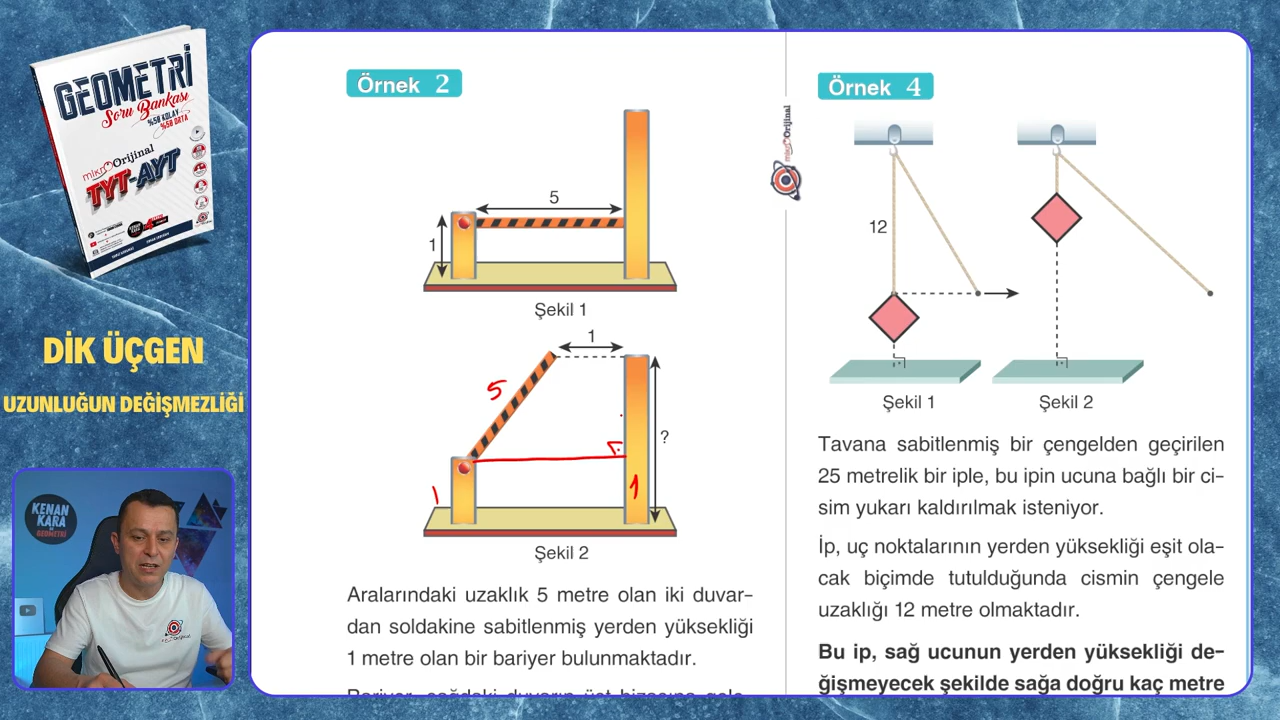 GEOMETRİ
Soru Bankası
%50 KOLAY
%50 ORTA
mikro Orijinal
TYT-AYT
DİK ÜÇGEN
UZUNLUĞUN DEĞİŞMEZLİĞİ
KENAN
KARA
GEOMETRİ
Örnek 2
5
1
Şekil 1
1
5
?
1
1
Şekil 2
Aralarındaki uzaklık 5 metre olan iki duvar–
dan soldakine sabitlenmiş yerden yüksekliği
1 metre olan bir bariyer bulunmaktadır.
mikro Orijinal
Örnek 4
12
Şekil 1
Şekil 2
Tavana sabitlenmiş bir çengelden geçirilen
25 metrelik bir iple, bu ipin ucuna bağlı bir ci–
sim yukarı kaldırılmak isteniyor.
İp, uç noktalarının yerden yüksekliği eşit ola–
cak biçimde tutulduğunda cismin çengele
uzaklığı 12 metre olmaktadır.
Bu ip, sağ ucunun yerden yüksekliği de–
ğişmeyecek şekilde sağa doğru kaç metre